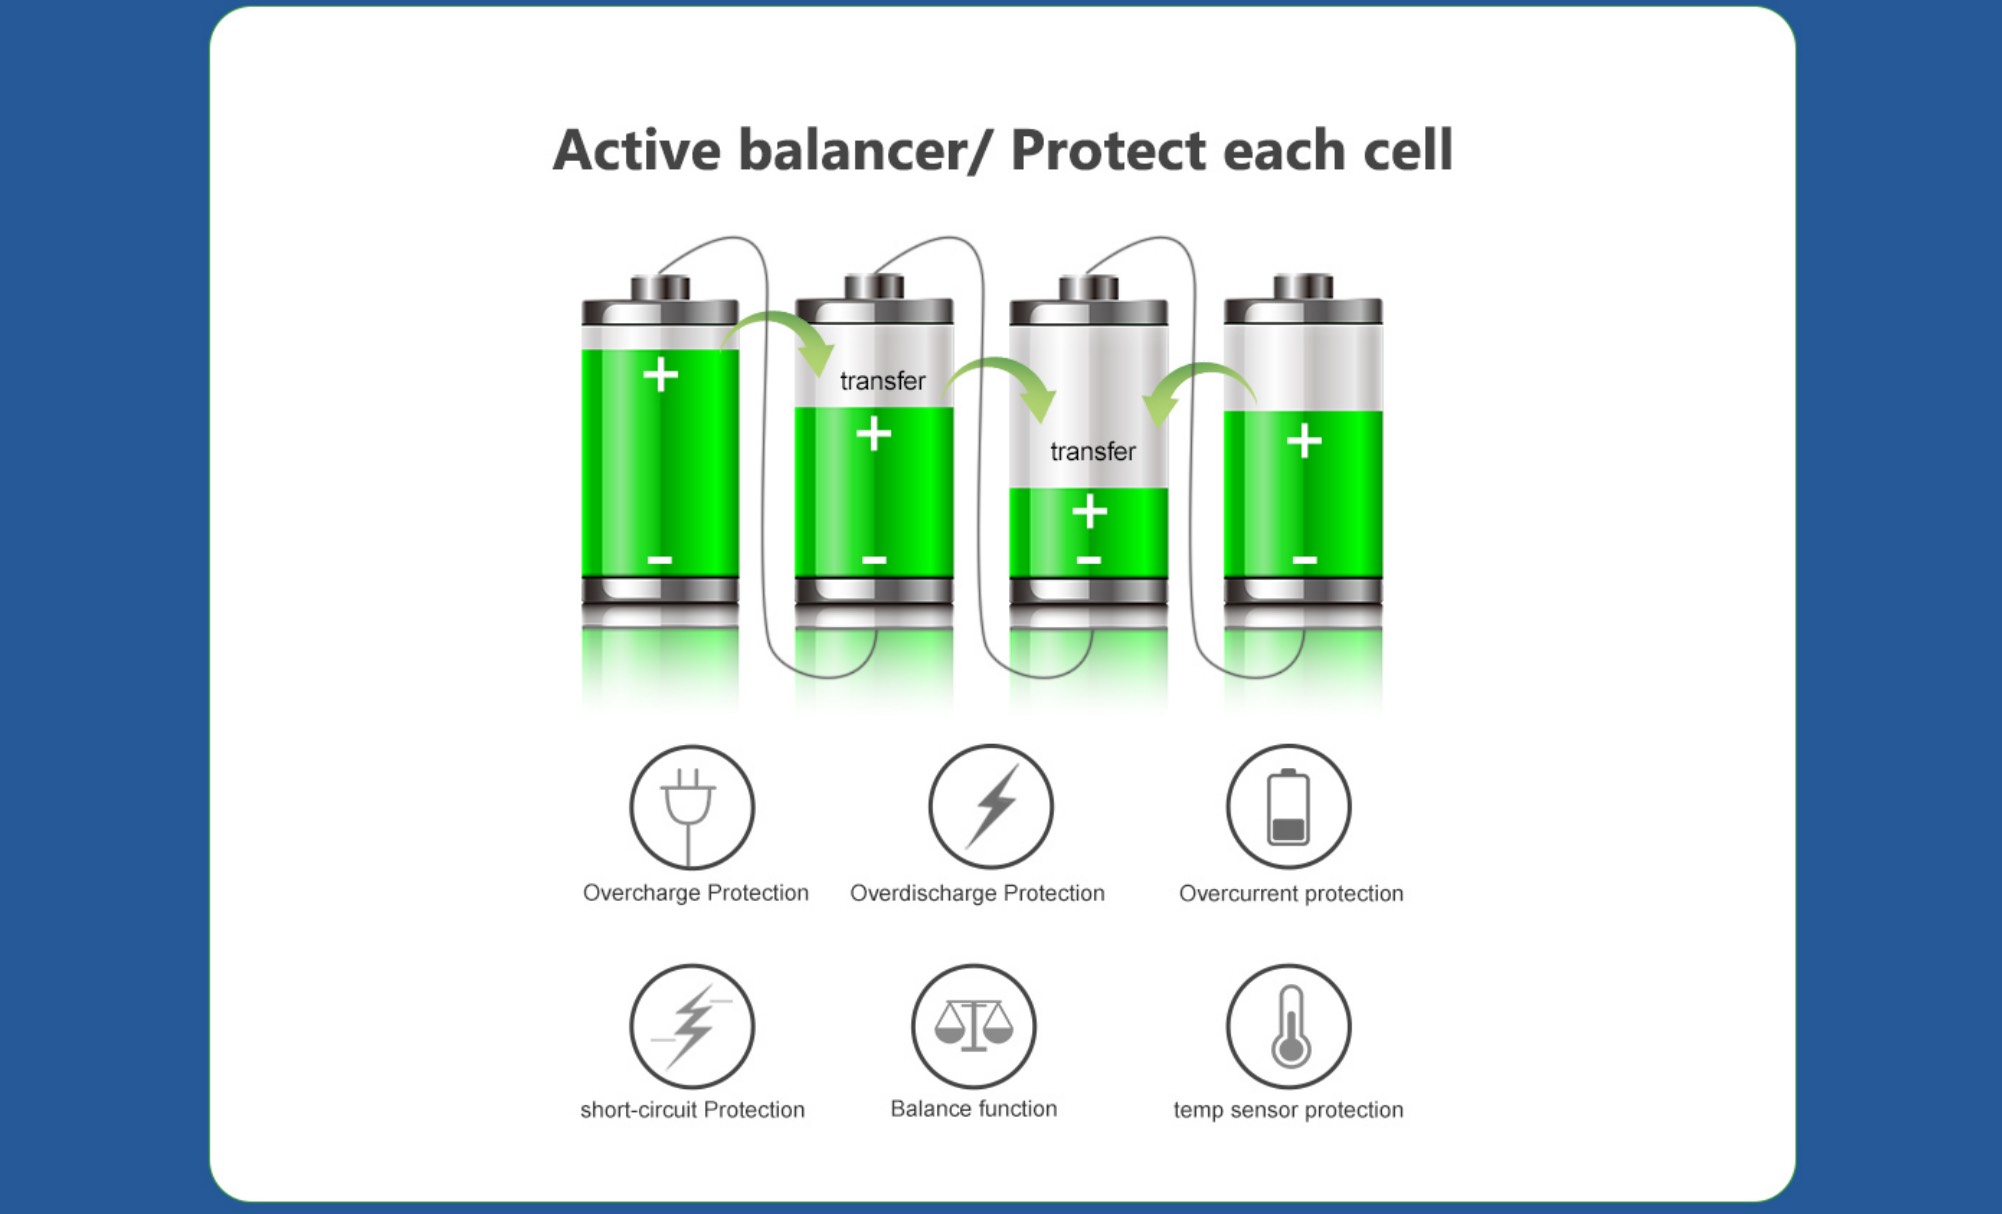 Active balancer/ Protect each cell
transfer
transfer
+
+
+
+
-
-
-
-
Overcharge Protection
Overdischarge Protection
Overcurrent protection
short-circuit Protection
Balance function
temp sensor protection